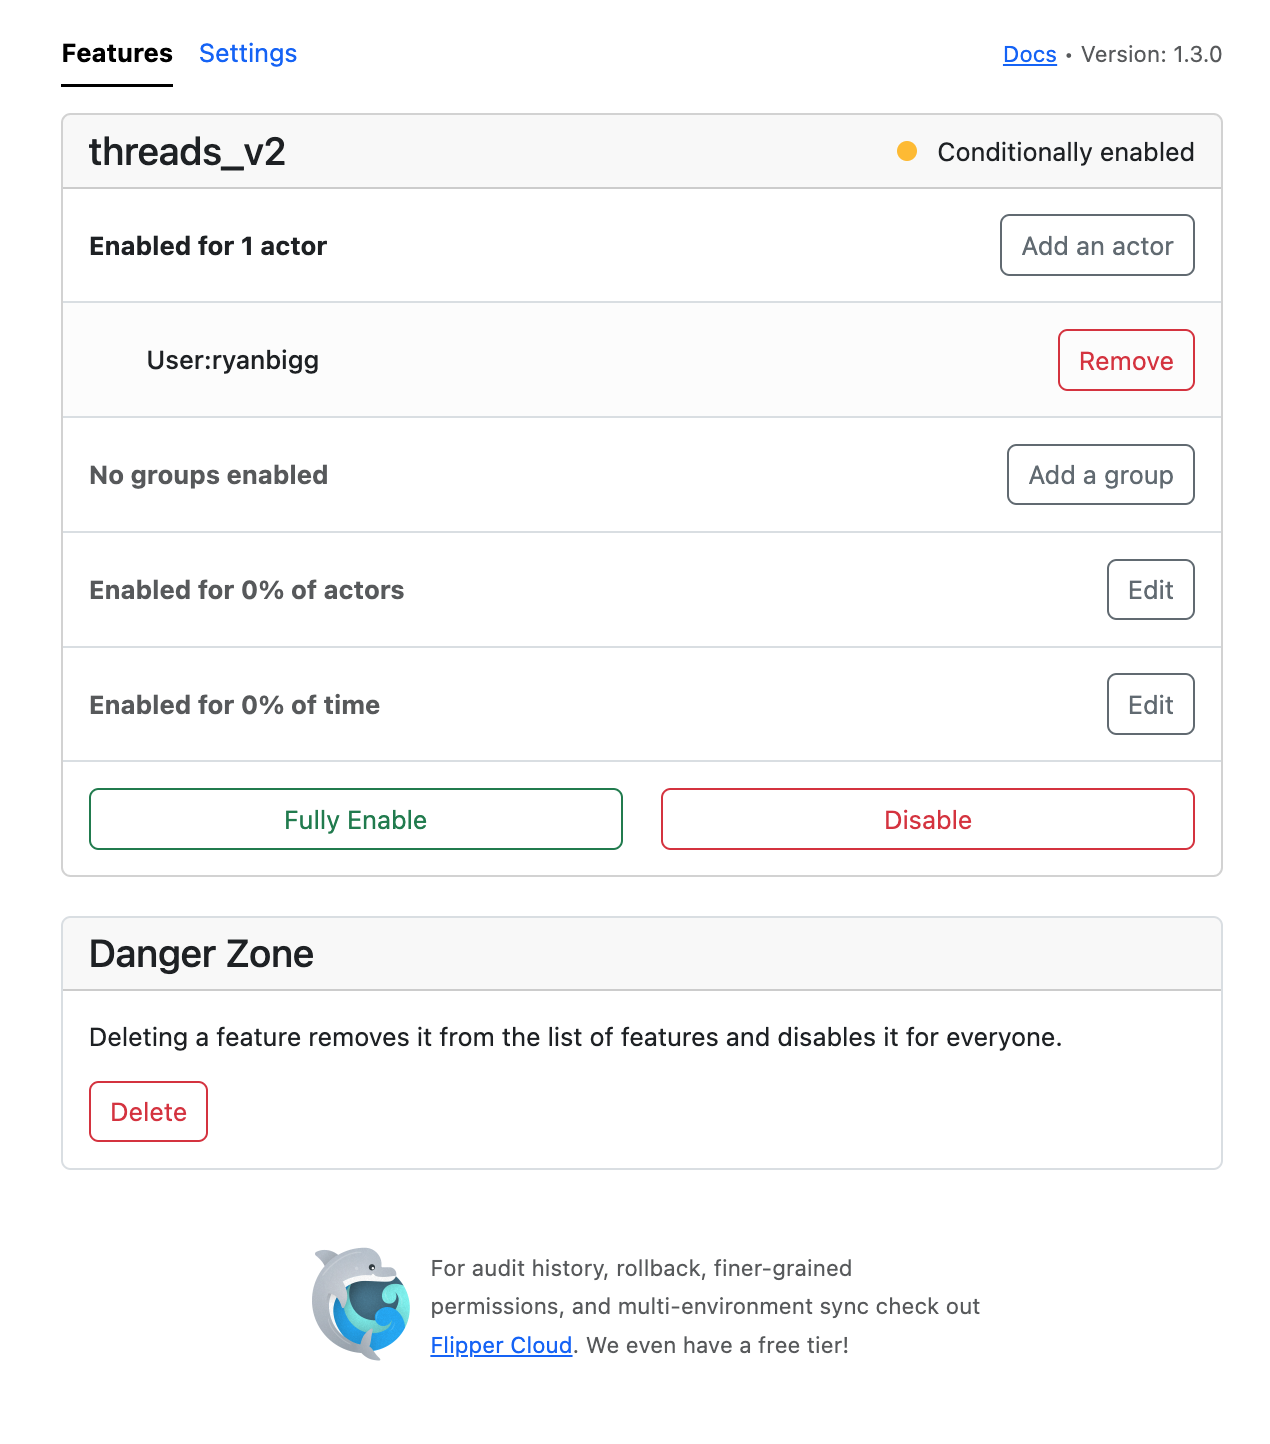 Features Settings Docs • Version: 1.3.0
threads_v2 Conditionally enabled
Enabled for 1 actor Add an actor
User:ryanbigg Remove
No groups enabled Add a group
Enabled for 0% of actors Edit
Enabled for 0% of time Edit
Fully Enable Disable
Danger Zone
Deleting a feature removes it from the list of features and disables it for everyone.
Delete
For audit history, rollback, finer-grained
permissions, and multi-environment sync check out
Flipper Cloud. We even have a free tier!